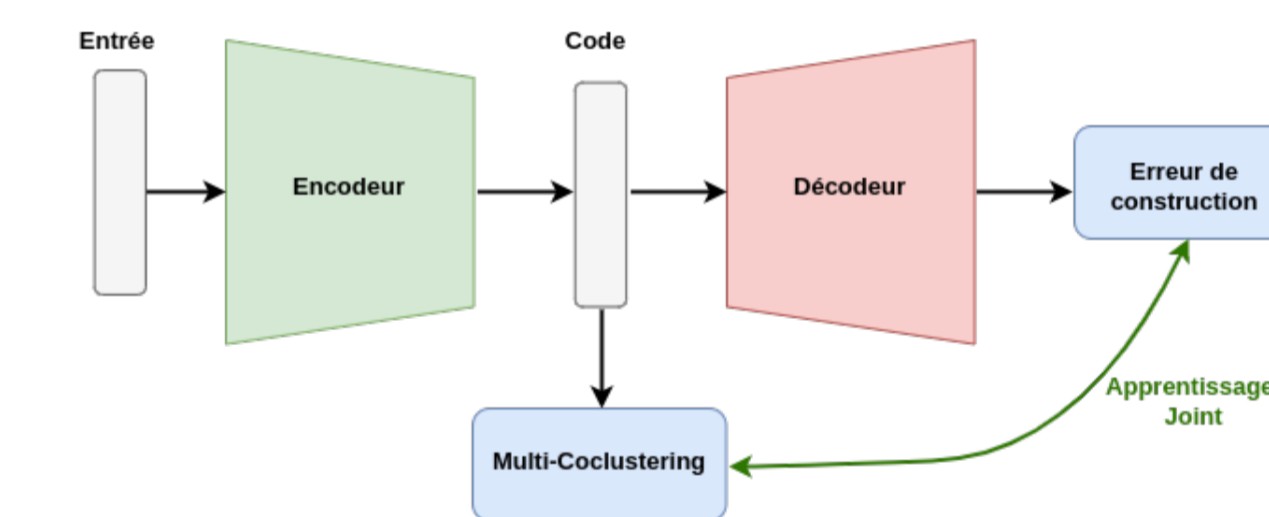 Entrée
Code
Encodeur
Décodeur
Erreur de
construction
Apprentissage
Joint
Multi-Coclustering